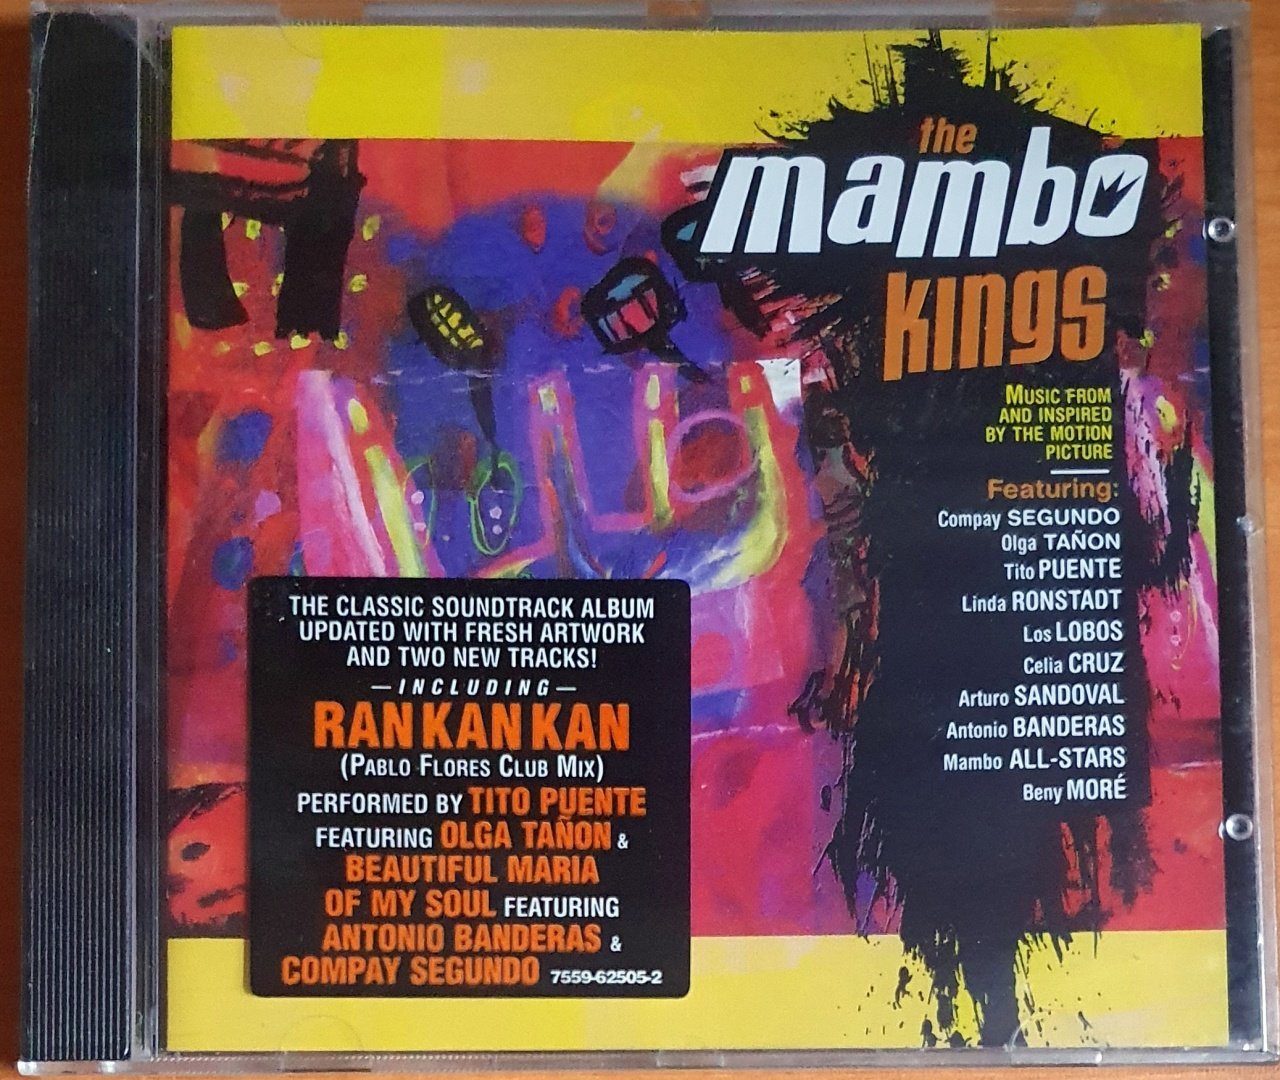 the
mambo
kings
MUSIC FROM
AND INSPIRED
BY THE MOTION
PICTURE
Featuring:
Compay SEGUNDO
Olga TAÑON
Tito PUENTE
Linda RONSTADT
Los LOBOS
Celia CRUZ
Arturo SANDOVAL
Antonio BANDERAS
Mambo ALL-STARS
Beny MORÉ
THE CLASSIC SOUNDTRACK ALBUM
UPDATED WITH FRESH ARTWORK
AND TWO NEW TRACKS!
—INCLUDING—
RAN KAN KAN
(PABLO FLORES CLUB MIX)
PERFORMED BY TITO PUENTE
FEATURING OLGA TAÑON &
BEAUTIFUL MARIA
OF MY SOUL FEATURING
ANTONIO BANDERAS &
COMPAY SEGUNDO 7559-62505-2